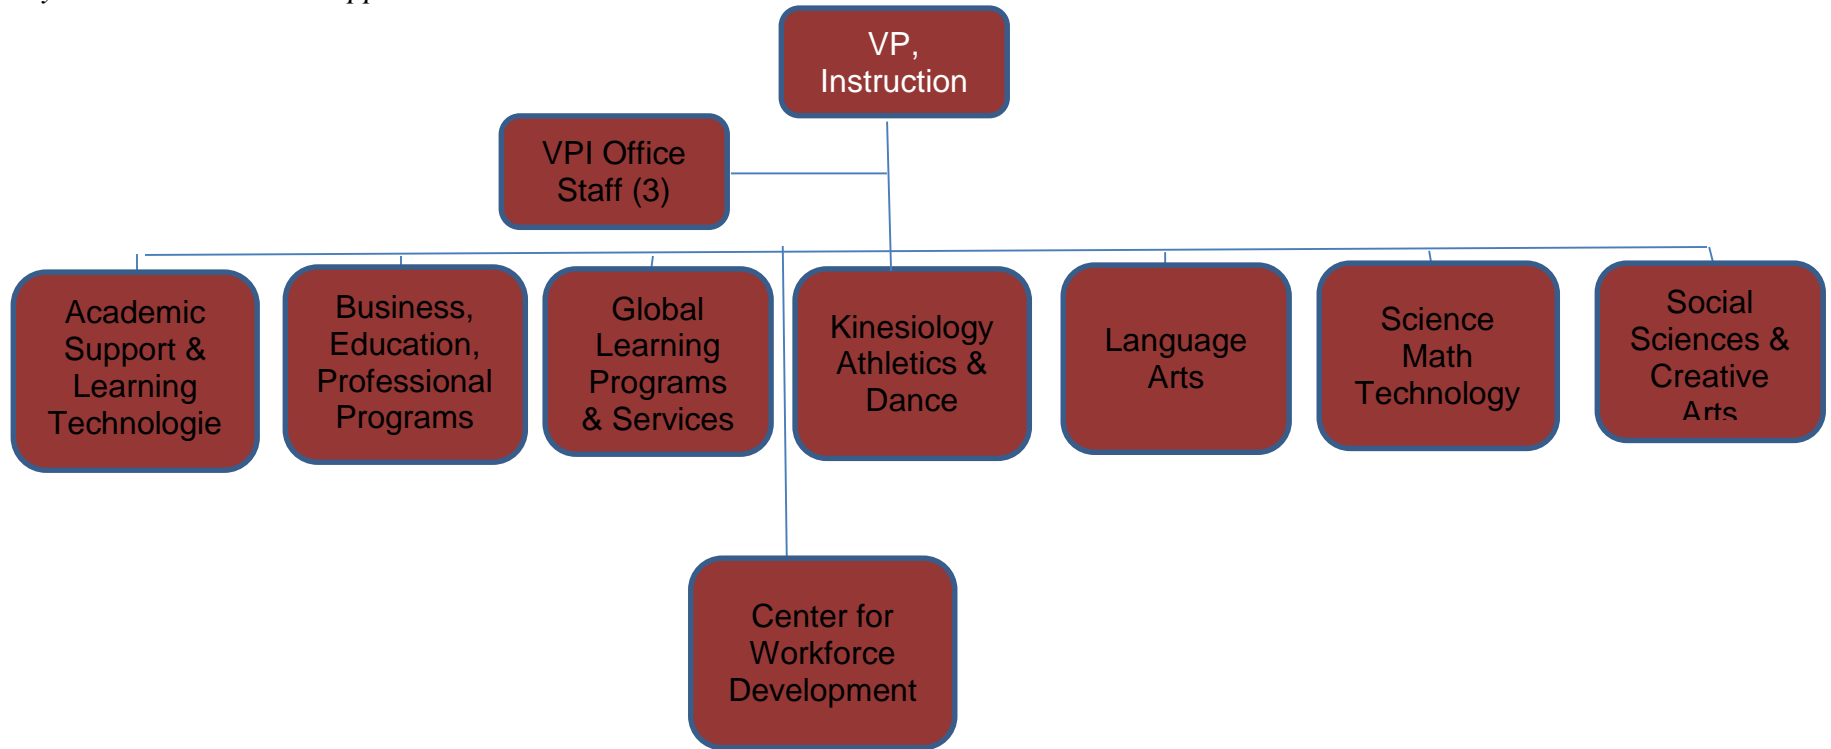 VP,
Instruction
VPI Office
Staff (3)
Academic
Support &
Learning
Technologie
Business,
Education,
Professional
Programs
Global
Learning
Programs
& Services
Kinesiology
Athletics &
Dance
Language
Arts
Science
Math
Technology
Social
Sciences &
Creative
Arts
Center for
Workforce
Development